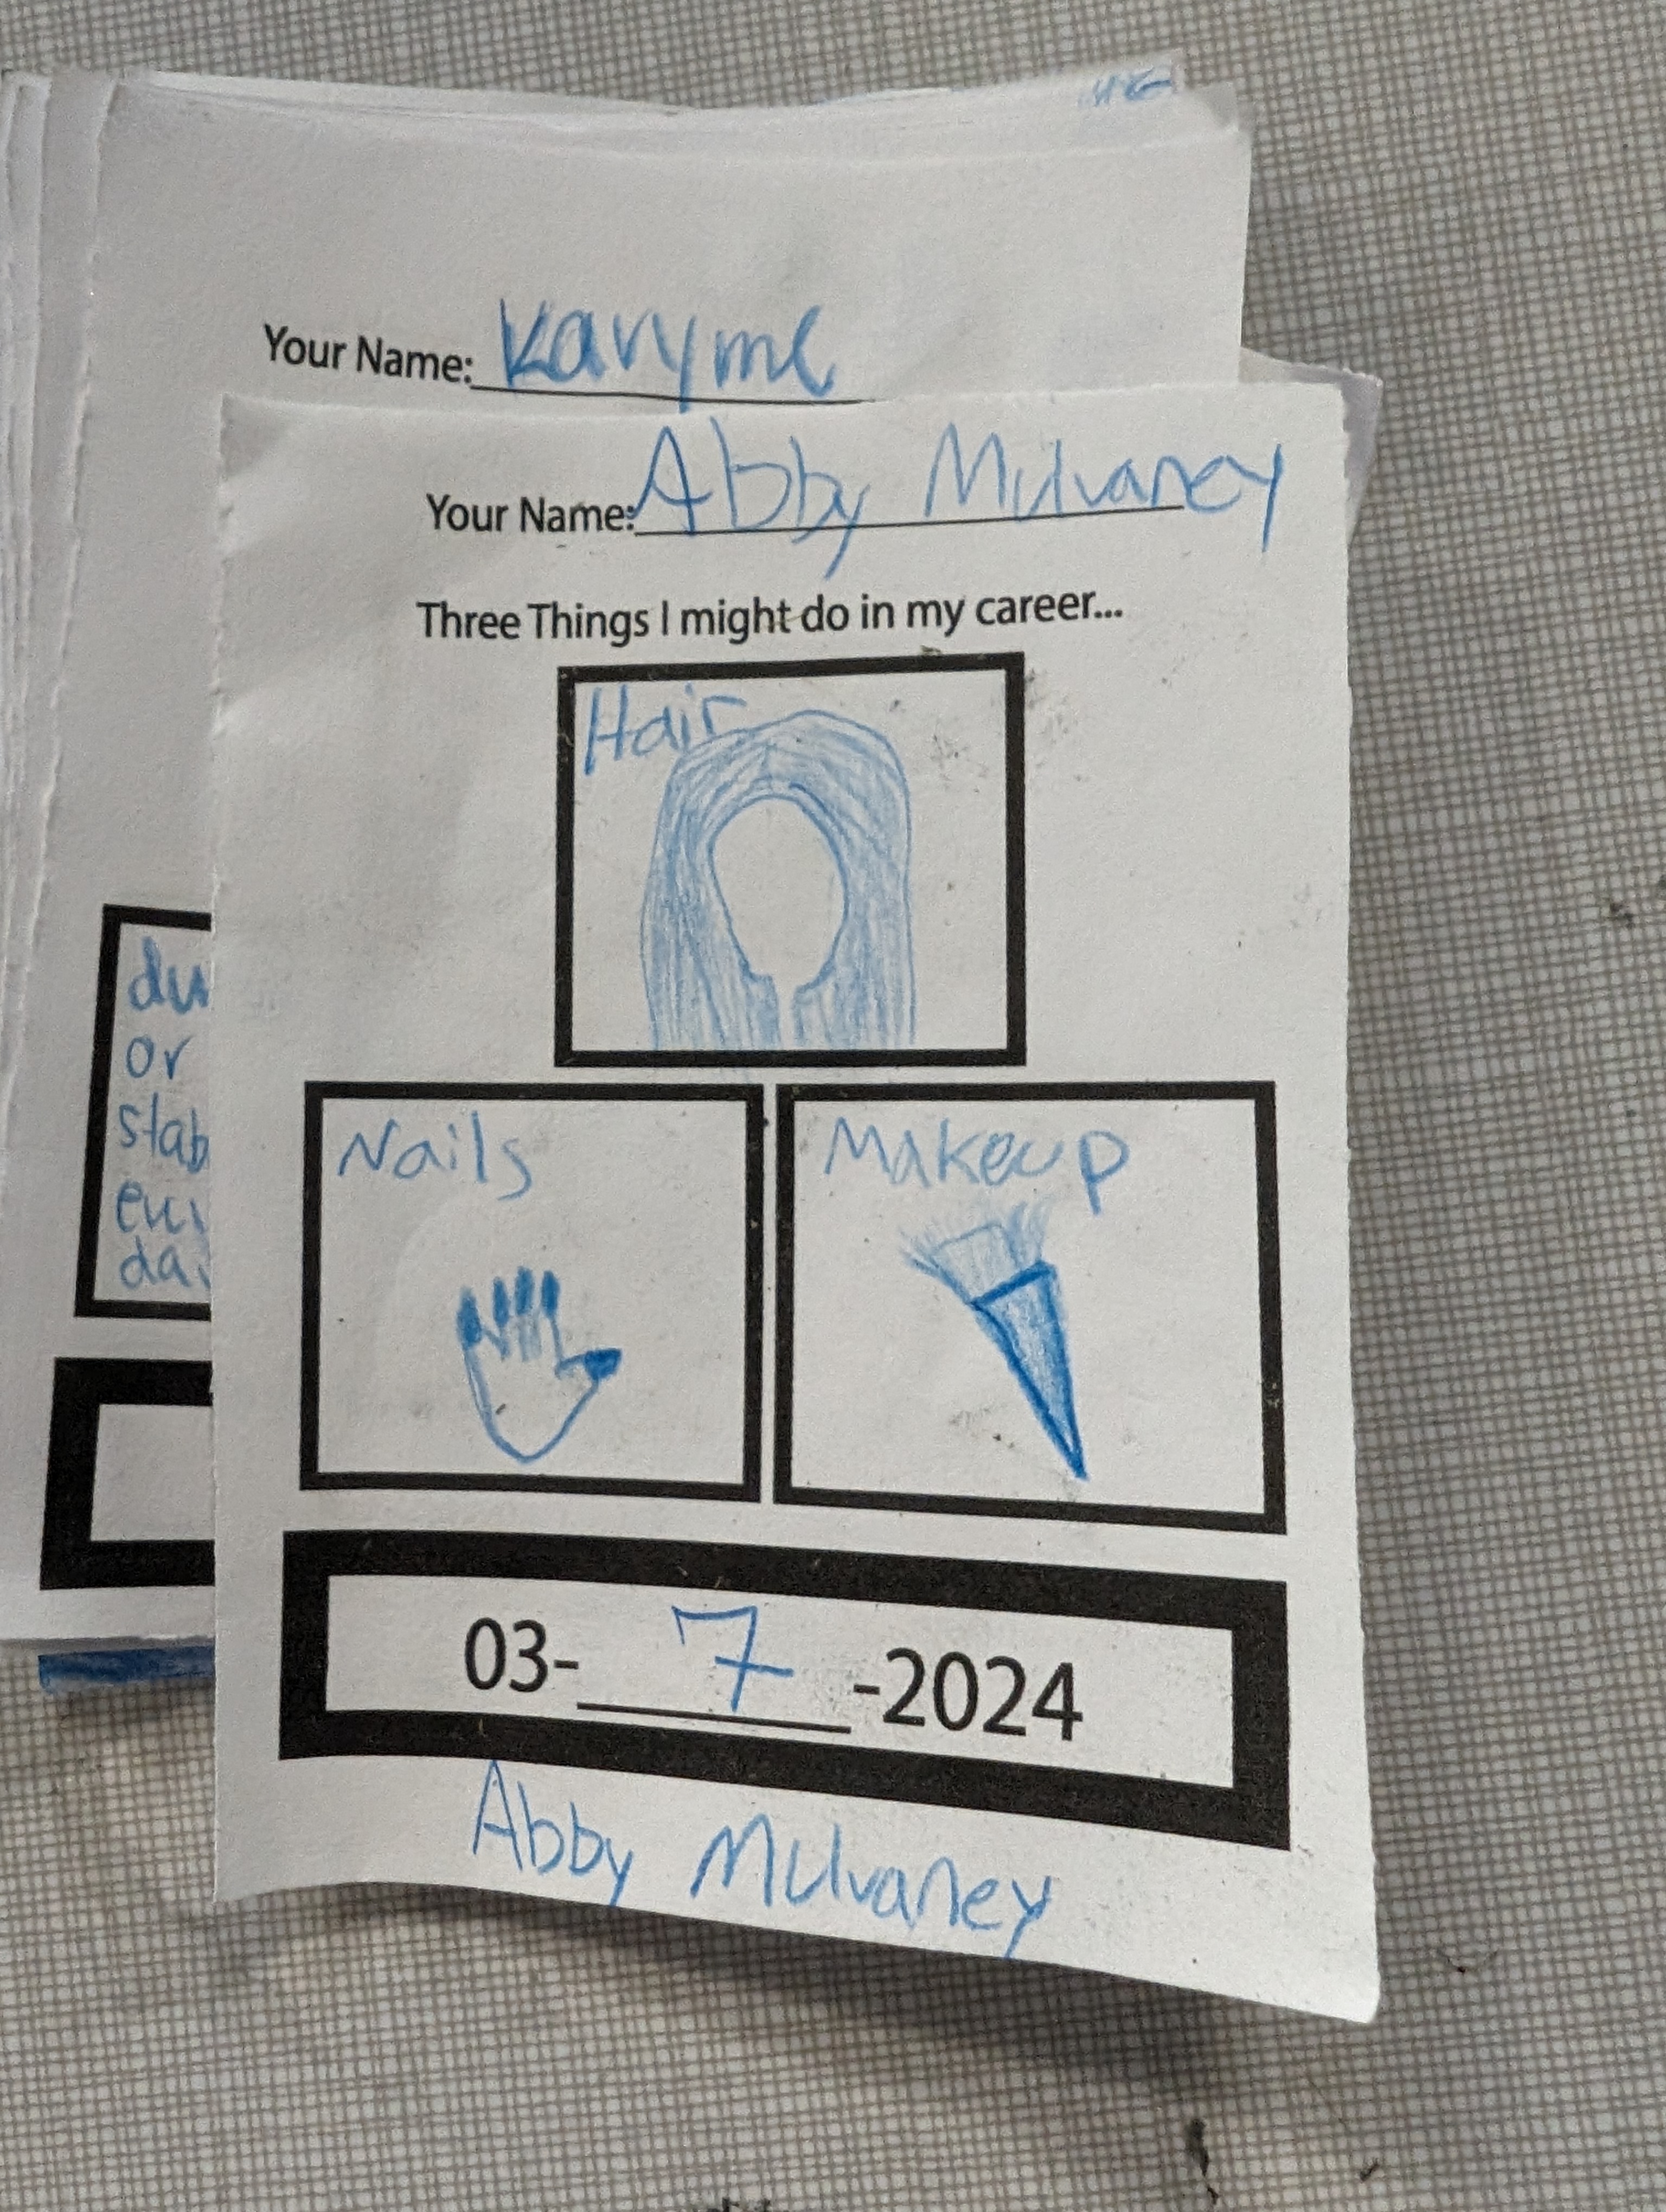 Your Name: Karyme
Your Name: Abby Mulvaney
Three Things I might do in my career...
Hair
Nails
Makeup
or
03- 7 -2024
Abby Mulvaney